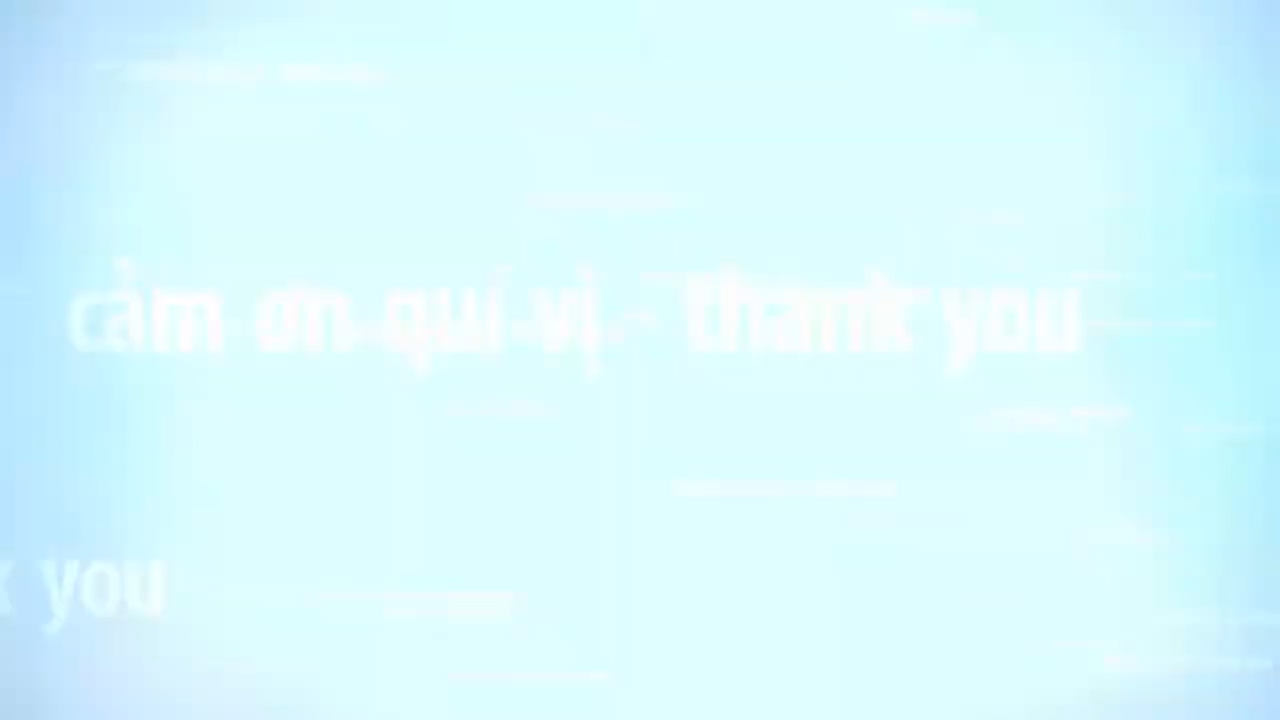 cảm ơn quí vị - thank you
you